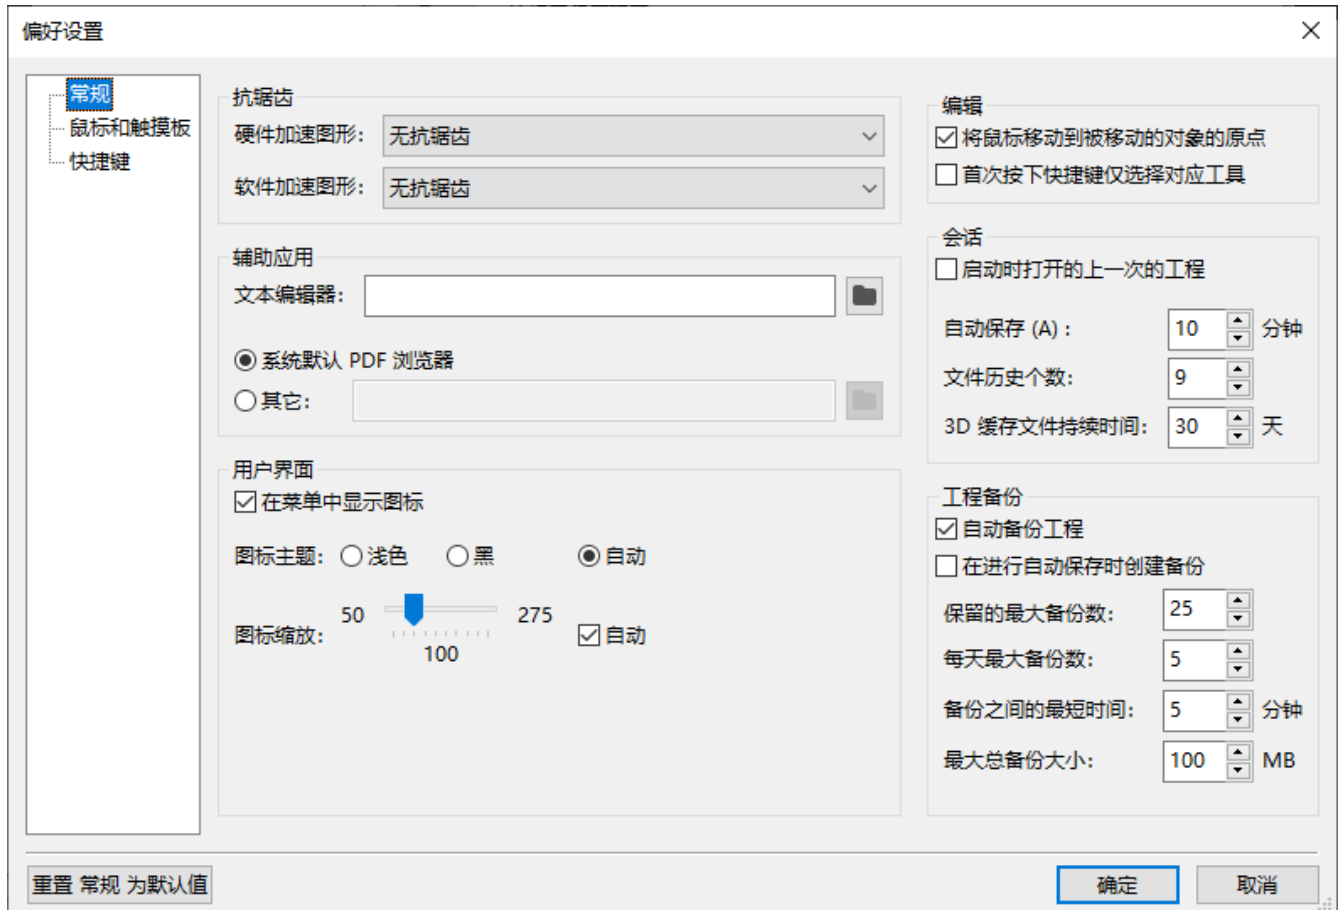 偏好设置
常规
鼠标和触摸板
快捷键
抗锯齿
硬件加速图形： 无抗锯齿
软件加速图形： 无抗锯齿
辅助应用
文本编辑器：
系统默认 PDF 浏览器
其它：
用户界面
在菜单中显示图标
图标主题： 浅色 黑 自动
图标缩放： 50 275 自动
100
编辑
将鼠标移动到被移动的对象的原点
首次按下快捷键仅选择对应工具
会话
启动时打开的上一次的工程
自动保存 (A)： 10 分钟
文件历史个数： 9
3D 缓存文件持续时间： 30 天
工程备份
自动备份工程
在进行自动保存时创建备份
保留的最大备份数： 25
每天最大备份数： 5
备份之间的最短时间： 5 分钟
最大总备份大小： 100 MB
重置 常规 为默认值
确定
取消